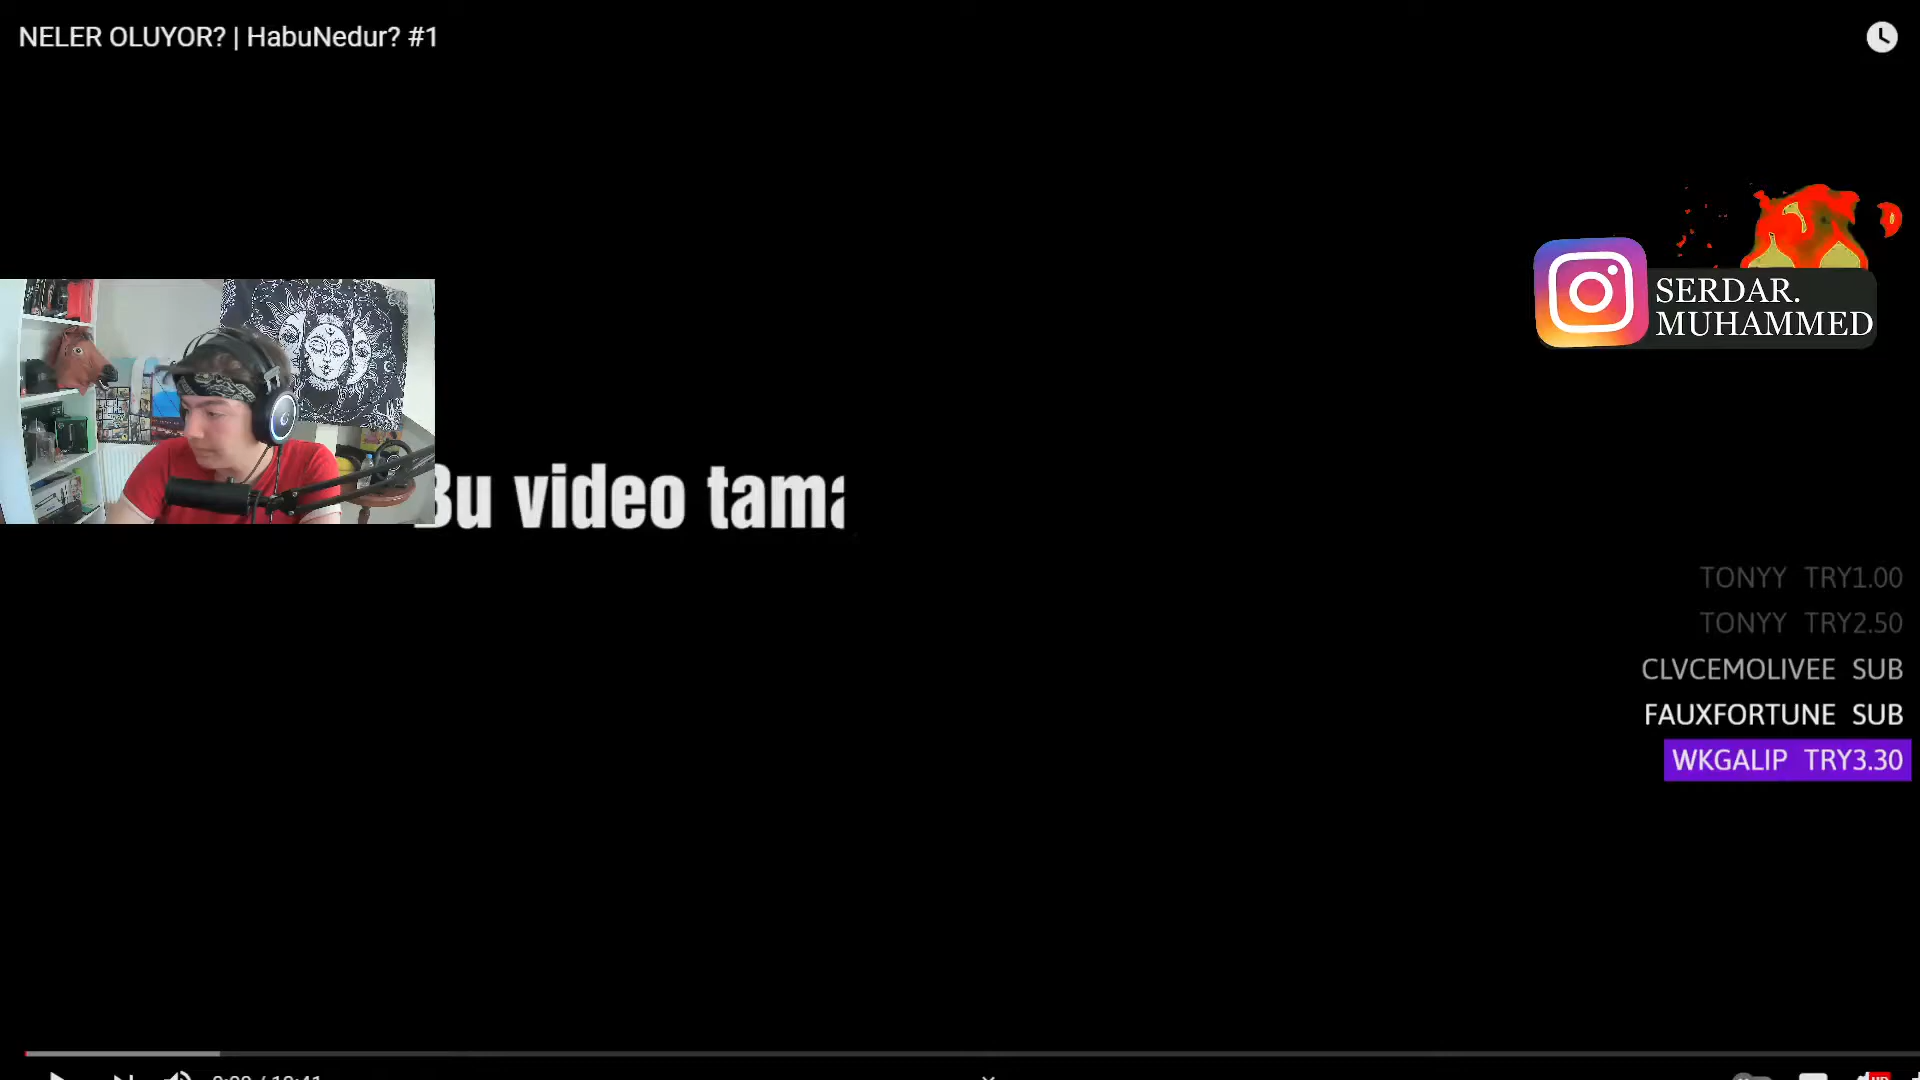 NELER OLUYOR? | HabuNedur? #1
SERDAR.
MUHAMMED
Bu video tama
TONYY TRY1.00
TONYY TRY2.50
CLVCEMOLIVEE SUB
FAUXFORTUNE SUB
WKGALIP TRY3.30